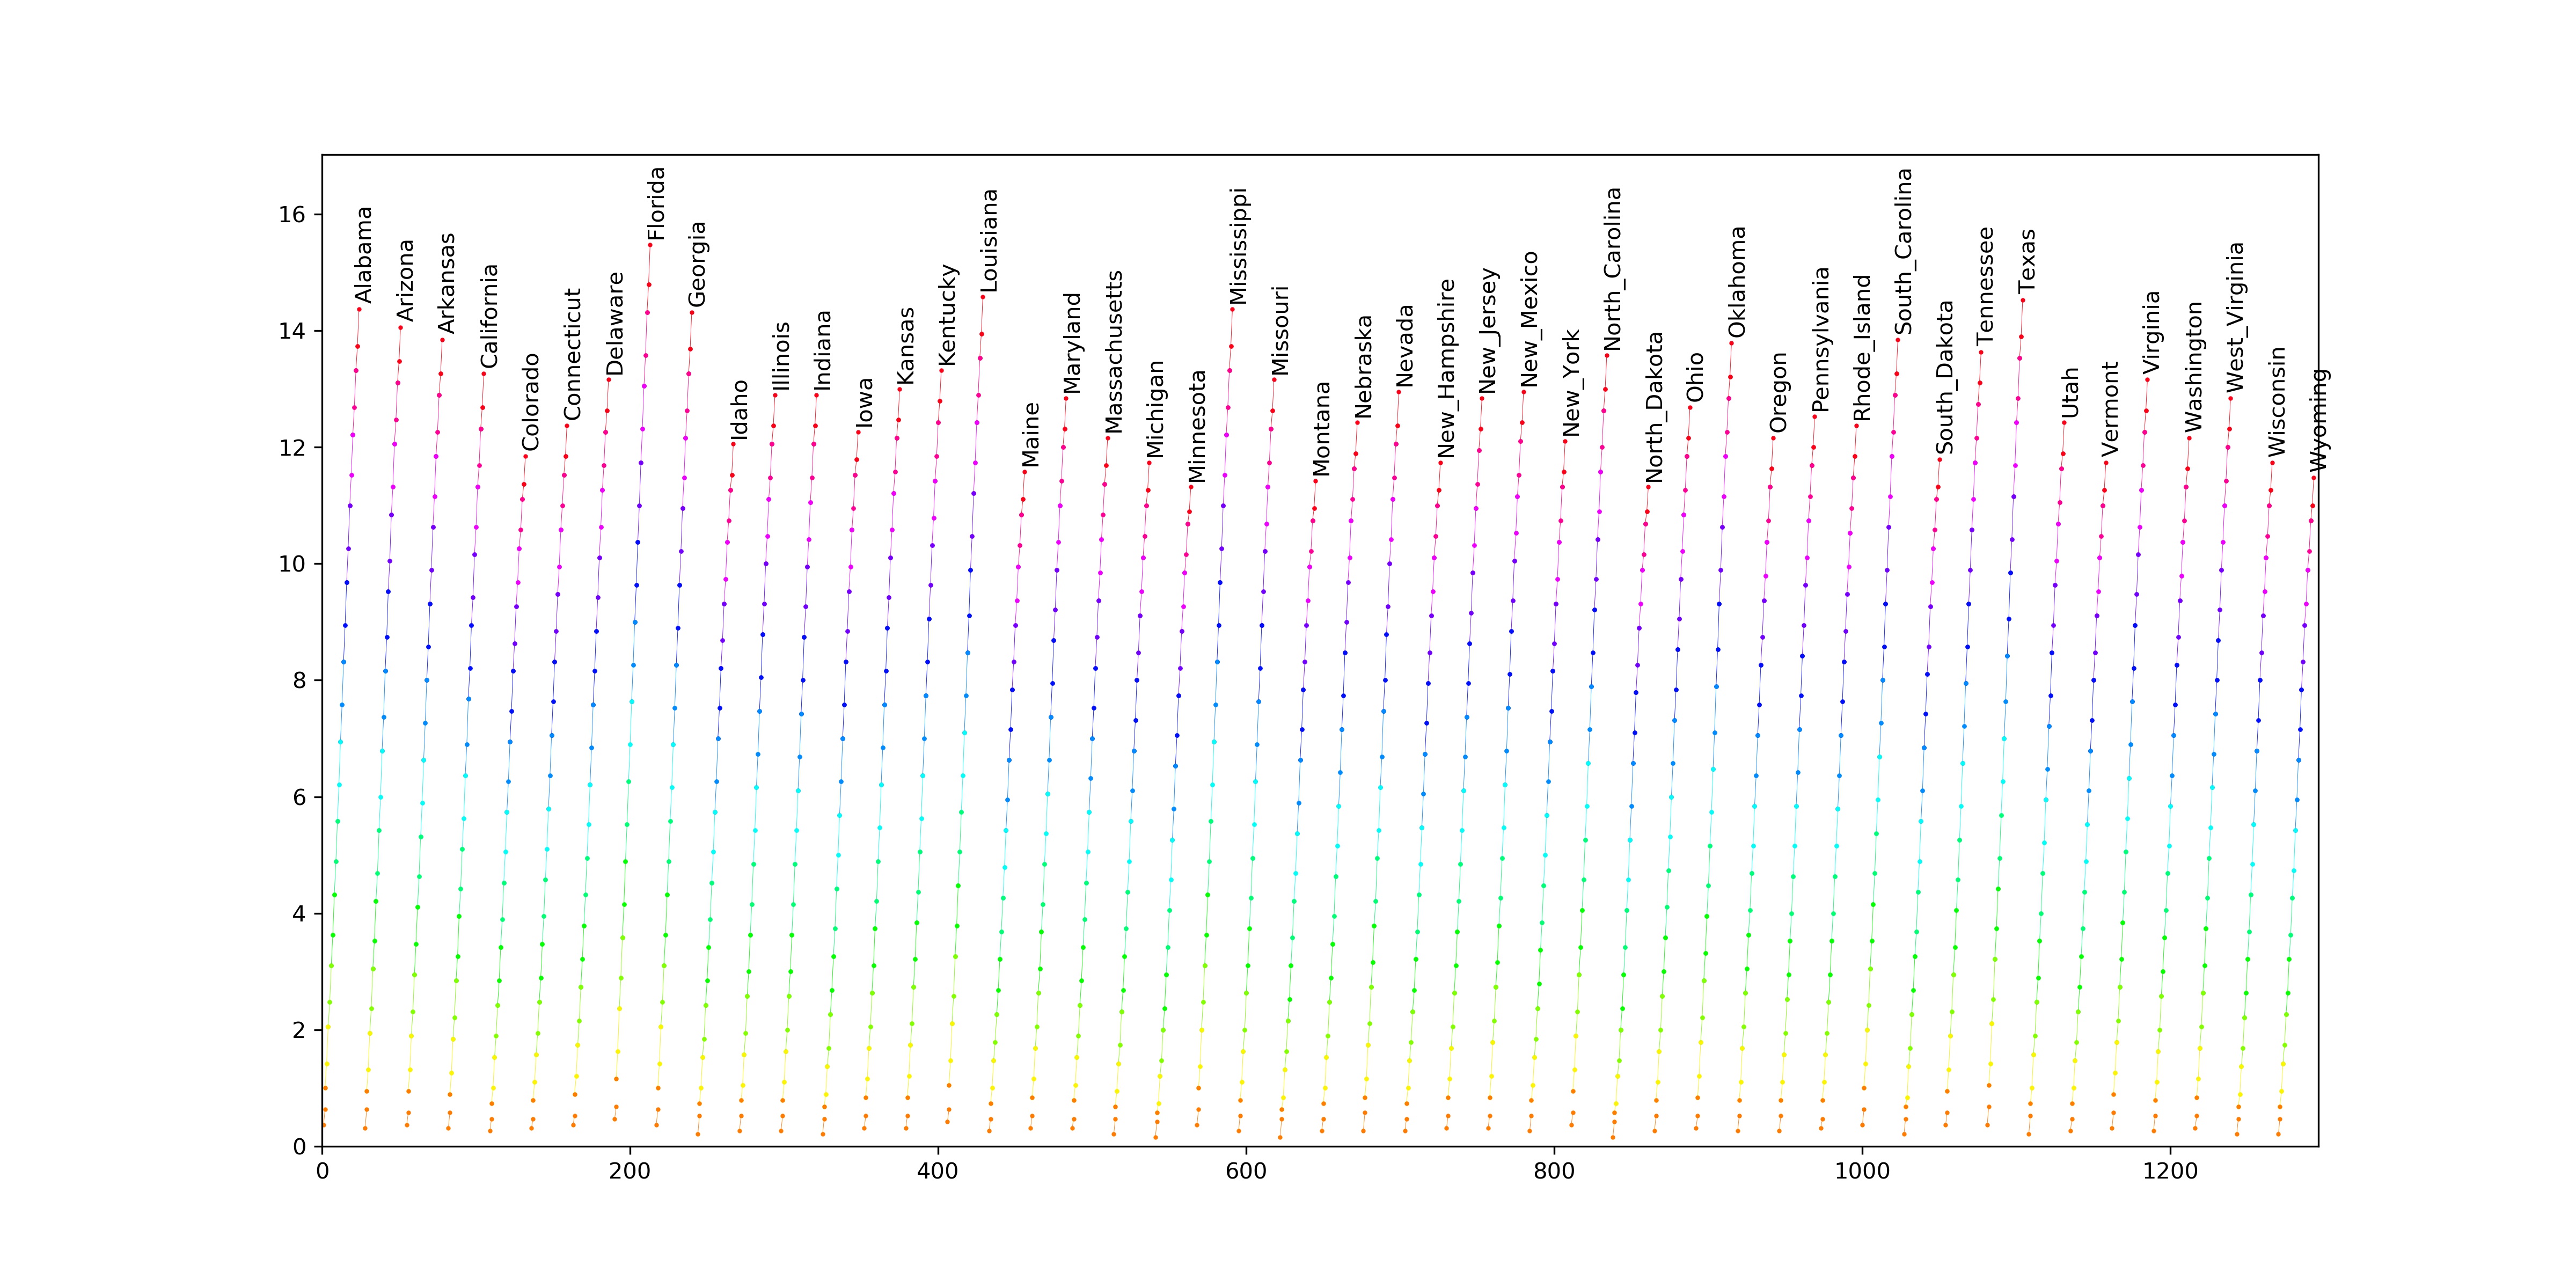 16
14
12
10
8
6
4
2
0
Alabama
Arizona
Arkansas
California
Colorado
Connecticut
Delaware
Florida
Georgia
Idaho
Illinois
Indiana
Iowa
Kansas
Kentucky
Louisiana
Maine
Maryland
Massachusetts
Michigan
Minnesota
Mississippi
Missouri
Montana
Nebraska
Nevada
New_Hampshire
New_Jersey
New_Mexico
New_York
North_Carolina
North_Dakota
Ohio
Oklahoma
Oregon
Pennsylvania
Rhode_Island
South_Carolina
South_Dakota
Tennessee
Texas
Utah
Vermont
Virginia
Washington
West_Virginia
Wisconsin
Wyoming
0 200 400 600 800 1000 1200